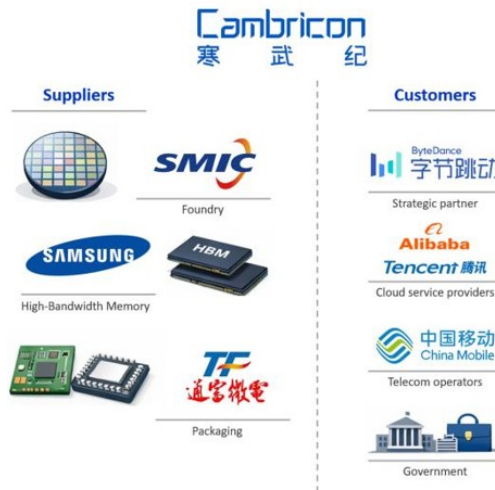 Cambricon
寒 武 纪
Suppliers
SMIC
Foundry
SAMSUNG
HBM
High-Bandwidth Memory
TF
通富微電
Packaging
Customers
ByteDance
字节跳动
Strategic partner
Alibaba
Tencent 腾讯
Cloud service providers
中国移动
China Mobile
Telecom operators
Government